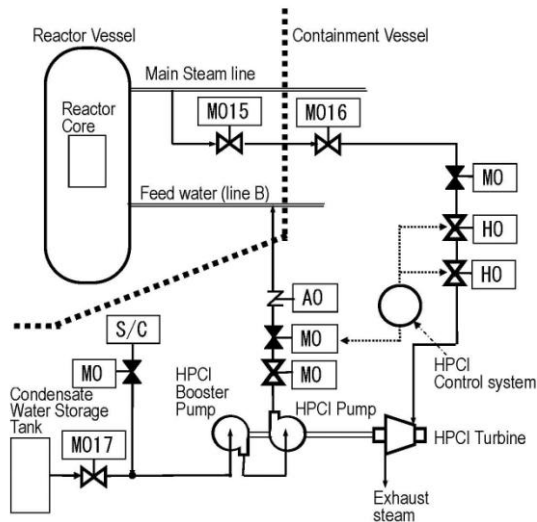 Reactor Vessel
Containment Vessel
Main Steam line
MO15
MO16
Reactor
Core
MO
Feed water (line B)
HO
HO
AO
S/C
MO
MO
MO
HPCI
Control system
HPCI
Booster
Pump
HPCI Pump
Condensate
Water Storage
Tank
MO17
HPCI Turbine
Exhaust
steam